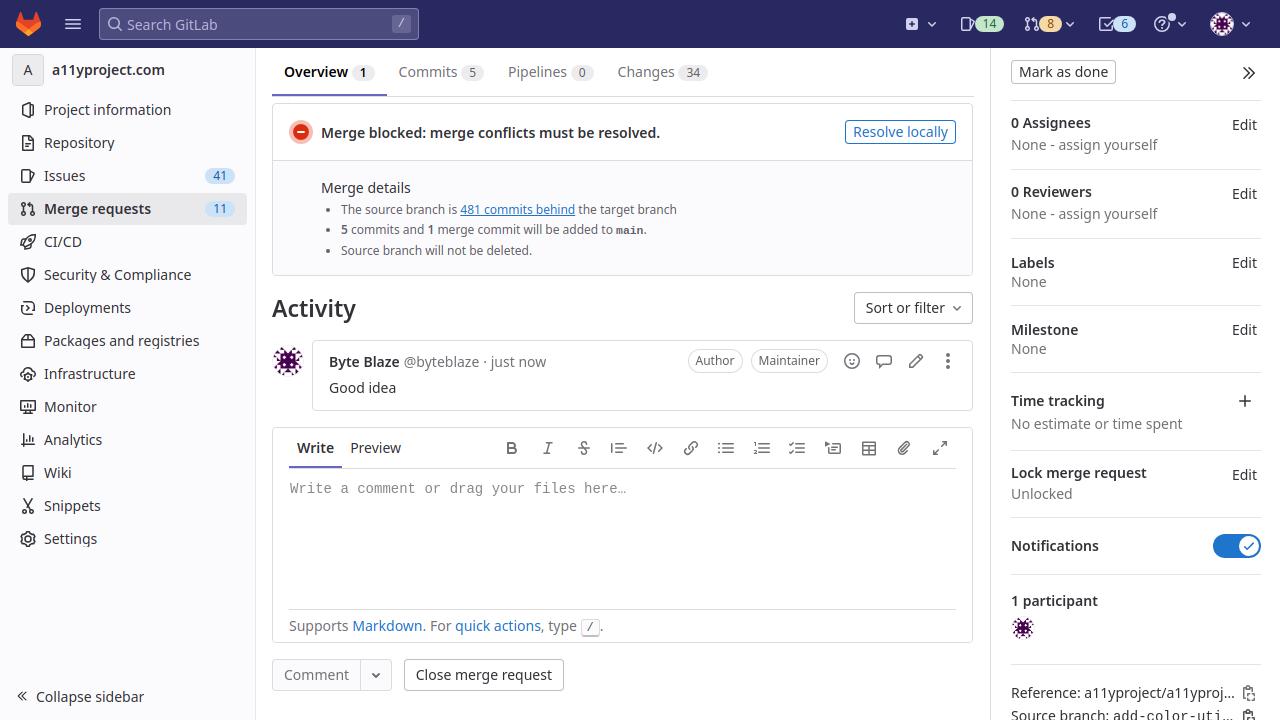 Search GitLab
/
14
8
6
A
a11yproject.com
Project information
Repository
Issues
41
Merge requests
11
CI/CD
Security & Compliance
Deployments
Packages and registries
Infrastructure
Monitor
Analytics
Wiki
Snippets
Settings
Collapse sidebar
Overview 1
Commits 5
Pipelines 0
Changes 34
Merge blocked: merge conflicts must be resolved.
Resolve locally
Merge details
• The source branch is 481 commits behind the target branch
• 5 commits and 1 merge commit will be added to main.
• Source branch will not be deleted.
Activity
Sort or filter
Byte Blaze @byteblaze · just now
Author
Maintainer
Good idea
Write
Preview
Write a comment or drag your files here…
Supports Markdown. For quick actions, type /.
Comment
Close merge request
Mark as done
0 Assignees
Edit
None - assign yourself
0 Reviewers
Edit
None - assign yourself
Labels
Edit
None
Milestone
Edit
None
Time tracking
No estimate or time spent
Lock merge request
Edit
Unlocked
Notifications
1 participant
Reference: a11yproject/a11yproj…
Source branch: add-color-uti…